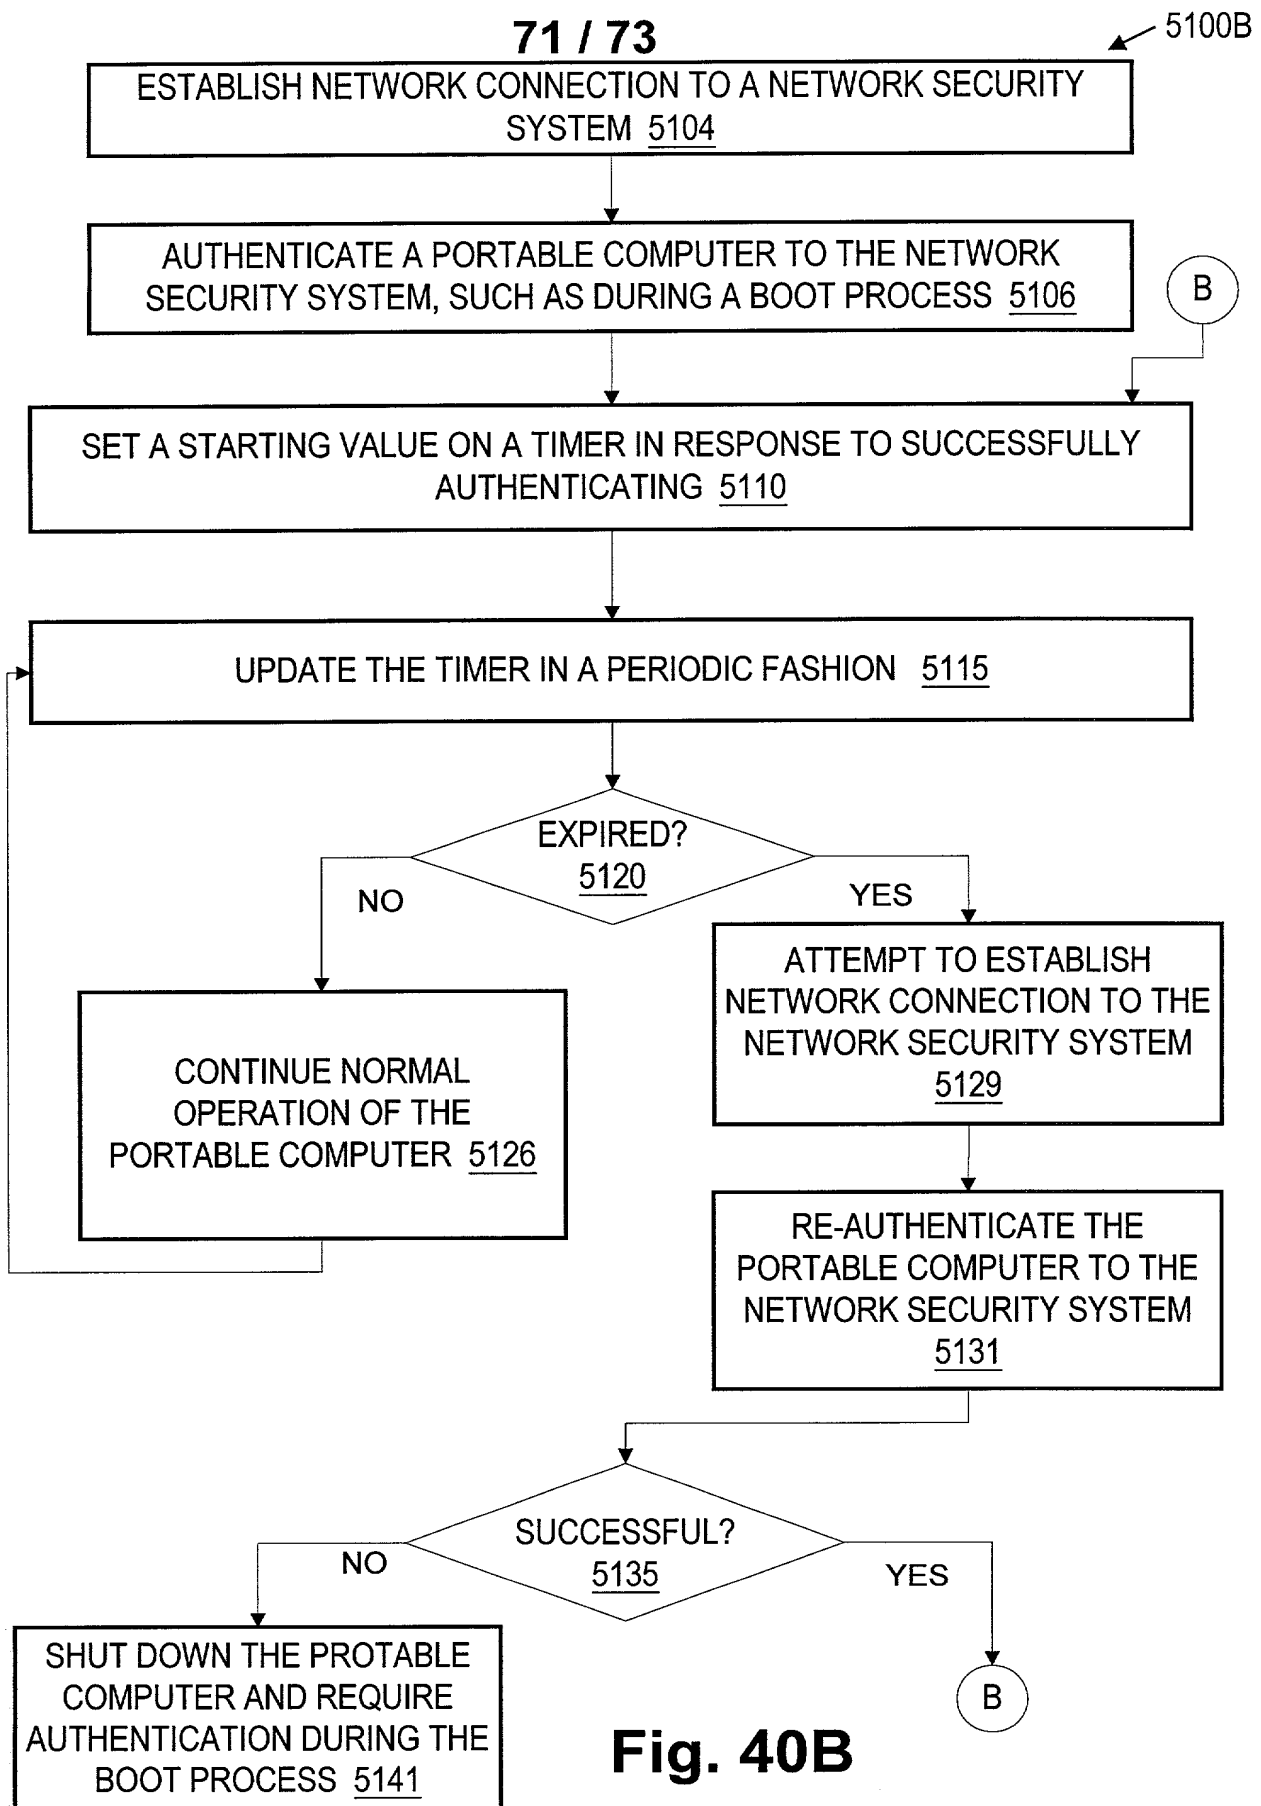 71 / 73
5100B
ESTABLISH NETWORK CONNECTION TO A NETWORK SECURITY
SYSTEM 5104
AUTHENTICATE A PORTABLE COMPUTER TO THE NETWORK
SECURITY SYSTEM, SUCH AS DURING A BOOT PROCESS 5106
B
SET A STARTING VALUE ON A TIMER IN RESPONSE TO SUCCESSFULLY
AUTHENTICATING 5110
UPDATE THE TIMER IN A PERIODIC FASHION 5115
EXPIRED?
5120
NO
YES
ATTEMPT TO ESTABLISH
NETWORK CONNECTION TO THE
NETWORK SECURITY SYSTEM
5129
CONTINUE NORMAL
OPERATION OF THE
PORTABLE COMPUTER 5126
RE-AUTHENTICATE THE
PORTABLE COMPUTER TO THE
NETWORK SECURITY SYSTEM
5131
SUCCESSFUL?
5135
NO
YES
SHUT DOWN THE PROTABLE
COMPUTER AND REQUIRE
AUTHENTICATION DURING THE
BOOT PROCESS 5141
B
Fig. 40B